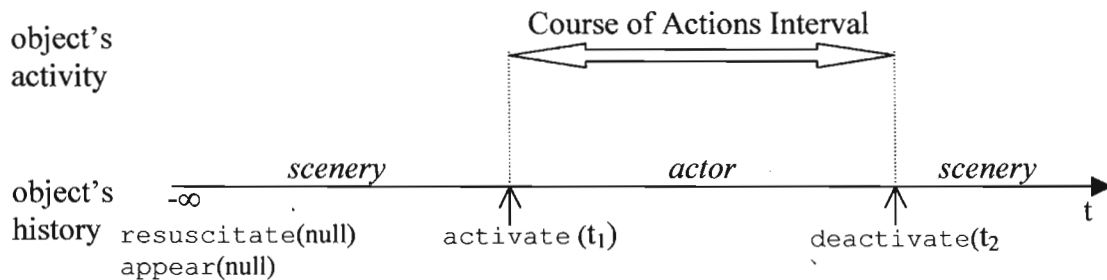 Course of Actions Interval
object's
activity
scenery actor scenery
object's
history
-∞ t
resuscitate(null) activate (t₁) deactivate(t₂
appear(null)